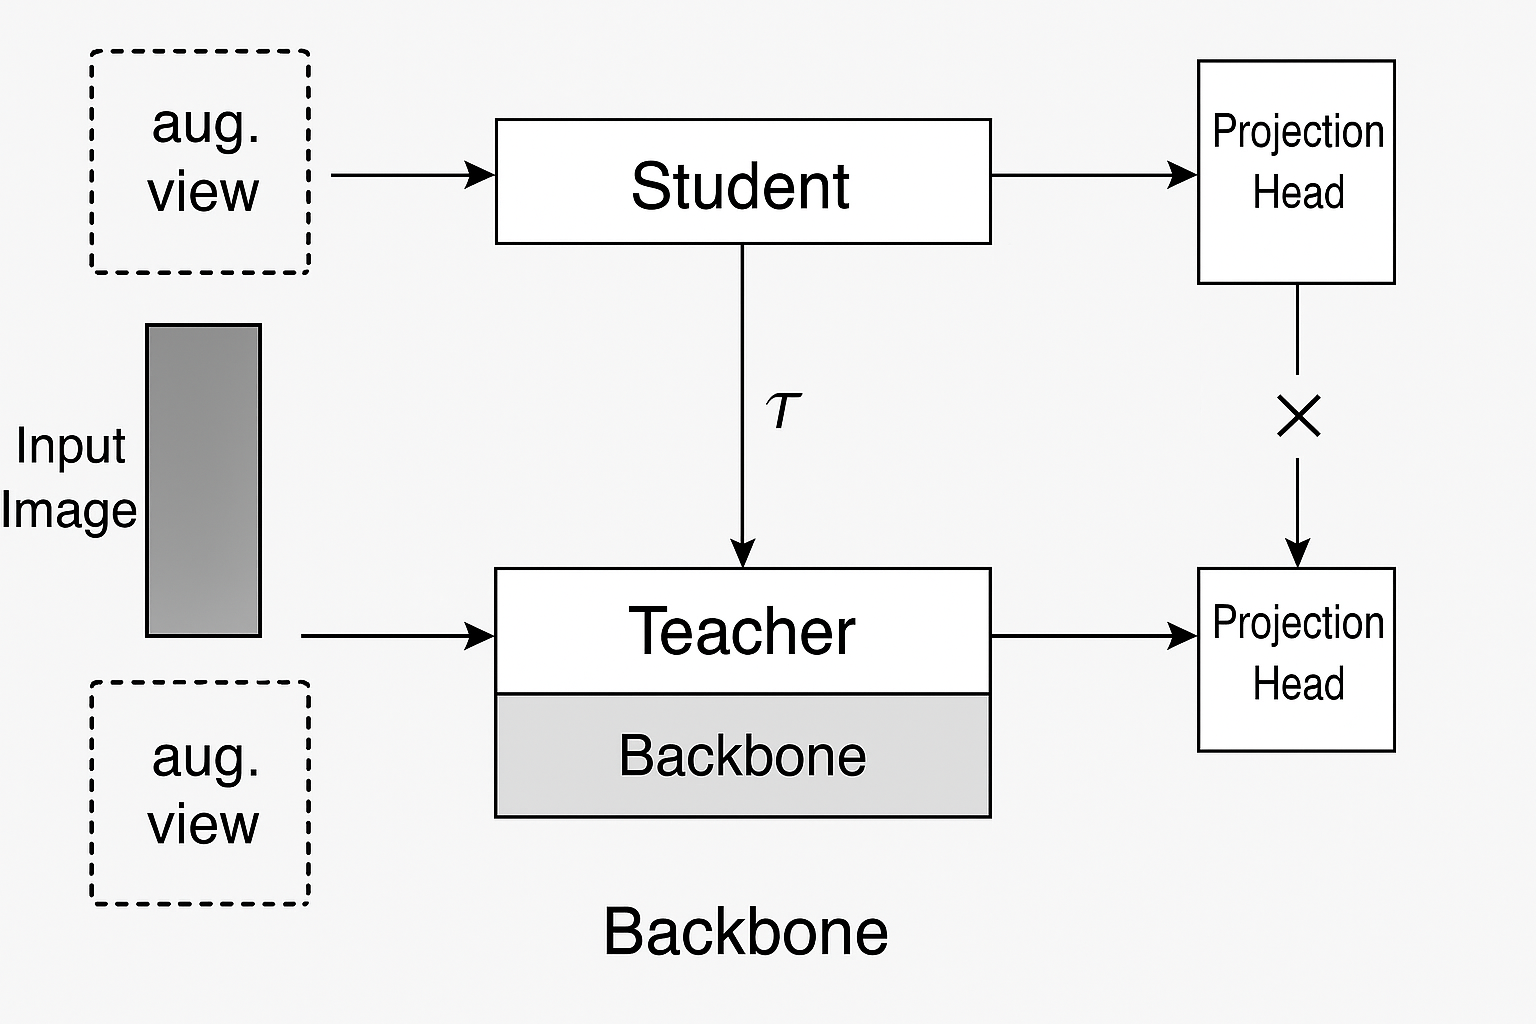 aug.
view
Student
Projection
Head
Input
Image
τ
×
Teacher
Backbone
Projection
Head
aug.
view
Backbone